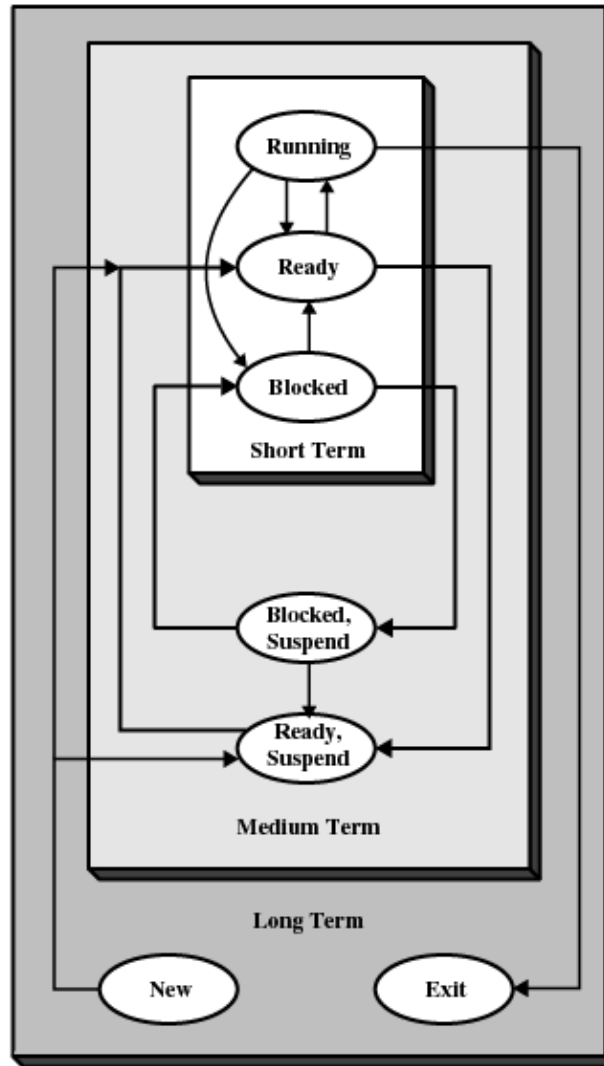 Running
Ready
Blocked
Short Term
Blocked,
Suspend
Ready,
Suspend
Medium Term
Long Term
New
Exit